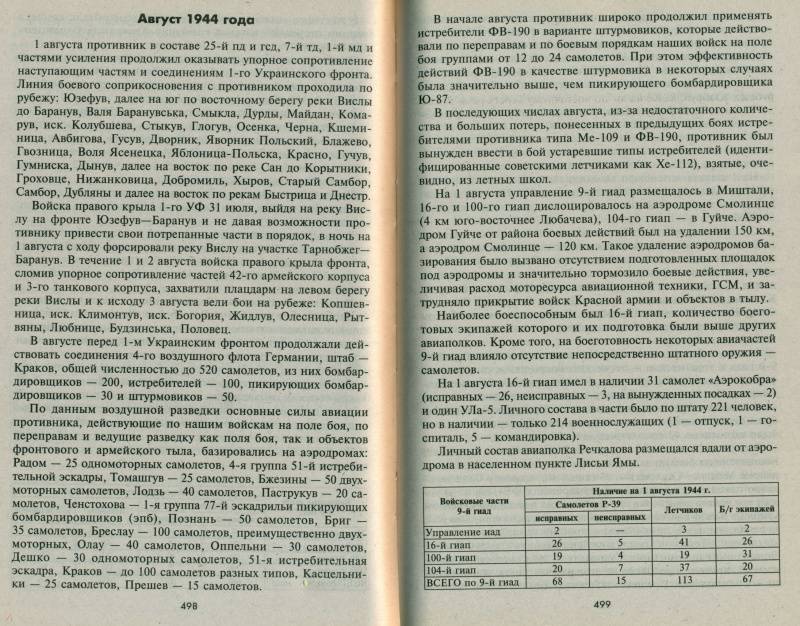 Август 1944 года
1 августа противник в составе 25-й пд и гсд, 7-й тд, 1-й мд и
частями усиления продолжил оказывать упорное сопротивление
наступающим частям и соединениям 1-го Украинского фронта.
Линия боевого соприкосновения с противником проходила по
рубежу: Юзефув, далее на юг по восточному берегу реки Вислы
до Баранув, Валя Баранувська, Смыкла, Дурды, Майдан, Кома-
рув, иск. Колубшева, Стыкув, Глогув, Осенка, Черна, Кшеми-
ница, Авбигова, Гусув, Дворник, Яворник Польский, Блажево,
Гвозница, Воля Ясенецка, Яблоница-Польска, Красно, Гучув,
Гумниска, Дынув, далее на восток по реке Сан до Корытники,
Гроховце, Нижанковица, Добромиль, Хыров, Старый Самбор,
Самбор, Дубляны и далее на восток по рекам Быстрица и Днестр.
Войска правого крыла 1-го УФ 31 июля, выйдя на реку Вис-
лу на фронте Юзефув—Баранув и не давая возможности про-
тивнику привести свои потрепанные части в порядок, в ночь на
1 августа с ходу форсировали реку Вислу на участке Тарнобжег—
Баранув. В течение 1 и 2 августа войска правого крыла фронта,
сломив упорное сопротивление частей 42-го армейского корпуса
и 3-го танкового корпуса, захватили плацдарм на левом берегу
реки Вислы и к исходу 3 августа вели бои на рубеже: Копшев-
ница, иск. Климонтув, иск. Богория, Жидлув, Олесница, Рыт-
вяны, Любнице, Будзинська, Половец.
В августе перед 1-м Украинским фронтом продолжали дей-
ствовать соединения 4-го воздушного флота Германии, штаб —
Краков, общей численностью до 520 самолетов, из них бомбар-
дировщиков — 200, истребителей — 100, пикирующих бомбар-
дировщиков — 30 и штурмовиков — 50.
По данным воздушной разведки основные силы авиации
противника, действующие по нашим войскам на поле боя, по
переправам и ведущие разведку как поля боя, так и объектов
фронтового и армейского тыла, базировались на аэродромах:
Радом — 25 одномоторных самолетов, 4-я группа 51-й истреби-
тельной эскадры, Томашгув — 25 самолетов, Бжезины — 50 двух-
моторных самолетов, Лодзь — 40 самолетов, Паструкув — 20 са-
молетов, Ченстохова — 1-я группа 77-й эскадрильи пикирующих
бомбардировщиков (эпб), Познань — 50 самолетов, Бриг —
35 самолетов, Бреслау — 100 самолетов, преимущественно двух-
моторных, Олау — 40 самолетов, Оппельни — 30 самолетов,
Дешко — 30 одномоторных самолетов, 51-я истребительная
эскадра, Краков — до 100 самолетов разных типов, Касцельни-
ки — 25 самолетов, Прешев — 15 самолетов.
498
В начале августа противник широко продолжил применять
истребители ФВ-190 в варианте штурмовиков, которые действо-
вали по переправам и по боевым порядкам наших войск на поле
боя группами от 12 до 24 самолетов. При этом эффективность
действий ФВ-190 в качестве штурмовика в некоторых случаях
была значительно выше, чем пикирующего бомбардировщика
Ю-87.
В последующих числах августа, из-за недостаточного количе-
ства и больших потерь, понесенных в предыдущих боях истре-
бителями противника типа Ме-109 и ФВ-190, противник был
вынужден ввести в бой устаревшие типы истребителей (иденти-
фицированные советскими летчиками как Хе-112), взятые, оче-
видно, из летных школ.
На 1 августа управление 9-й гиад размещалось в Миштали,
16-го и 100-го гиап дислоцировалось на аэродроме Смолинце
(4 км юго-восточнее Любачева), 104-го гиап — в Гуйче. Аэро-
дром Гуйче от района боевых действий был на удалении 150 км,
а аэродром Смолинце — 120 км. Такое удаление аэродромов ба-
зирования было вызвано отсутствием подготовленных площадок
под аэродромы и значительно тормозило боевые действия, уве-
личивая расход моторесурса авиационной техники, ГСМ, и за-
трудняло прикрытие войск Красной армии и объектов в тылу.
Наиболее боеспособным был 16-й гиап, количество боего-
товых экипажей которого и их подготовка были выше других
авиаполков. Кроме того, на боеготовность некоторых авиачастей
9-й гиад влияло отсутствие непосредственно штатного оружия —
самолетов.
На 1 августа 16-й гиап имел в наличии 31 самолет «Аэрокобра»
(исправных — 26, неисправных — 3, на вынужденных посадках — 2)
и один УЛа-5. Личного состава в части было по штату 221 человек,
но в наличии — только 214 военнослужащих (1 — отпуск, 1 — го-
спиталь, 5 — командировка).
Личный состав авиаполка Речкалова размещался вдали от аэро-
дрома в населенном пункте Лисьи Ямы.
Войсковые части 9-й гиад Наличие на 1 августа 1944 г.
Самолетов Р-39 Летчиков Б/г экипажей
исправных неисправных
Управление иад 2 — 3 2
16-й гиап 26 5 41 26
100-й гиап 19 4 19 31
104-й гиап 20 7 37 20
ВСЕГО по 9-й гиад 68 15 113 67
499